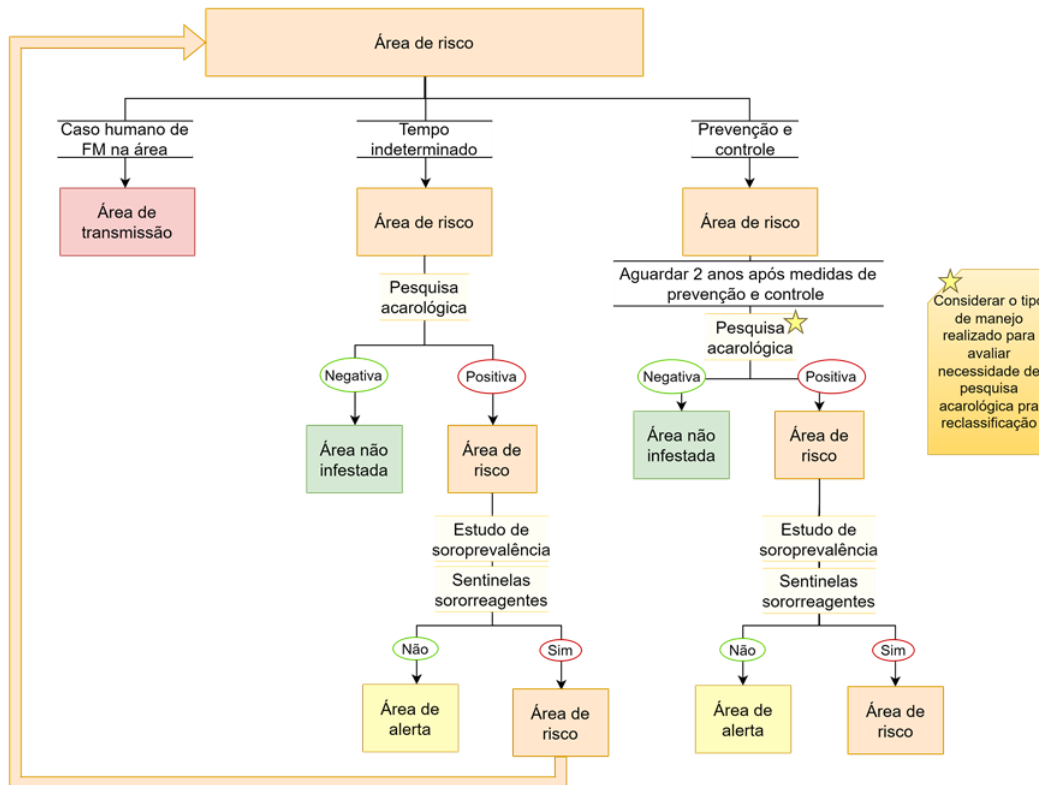 Área de risco
Caso humano de
FM na área
Tempo
indeterminado
Prevenção e
controle
Área de
transmissão
Área de risco
Área de risco
Pesquisa
acarológica
Aguardar 2 anos após medidas de
prevenção e controle
Pesquisa
acarológica
Considerar o tipo
de manejo
realizado para
avaliar
necessidade de
pesquisa
acarológica pra
reclassificação
Negativa
Positiva
Negativa
Positiva
Área não
infestada
Área de
risco
Área não
infestada
Área de
risco
Estudo de
soroprevalência
Estudo de
soroprevalência
Sentinelas
sororreagentes
Sentinelas
sororreagentes
Não
Sim
Não
Sim
Área de
alerta
Área de
risco
Área de
alerta
Área de
risco